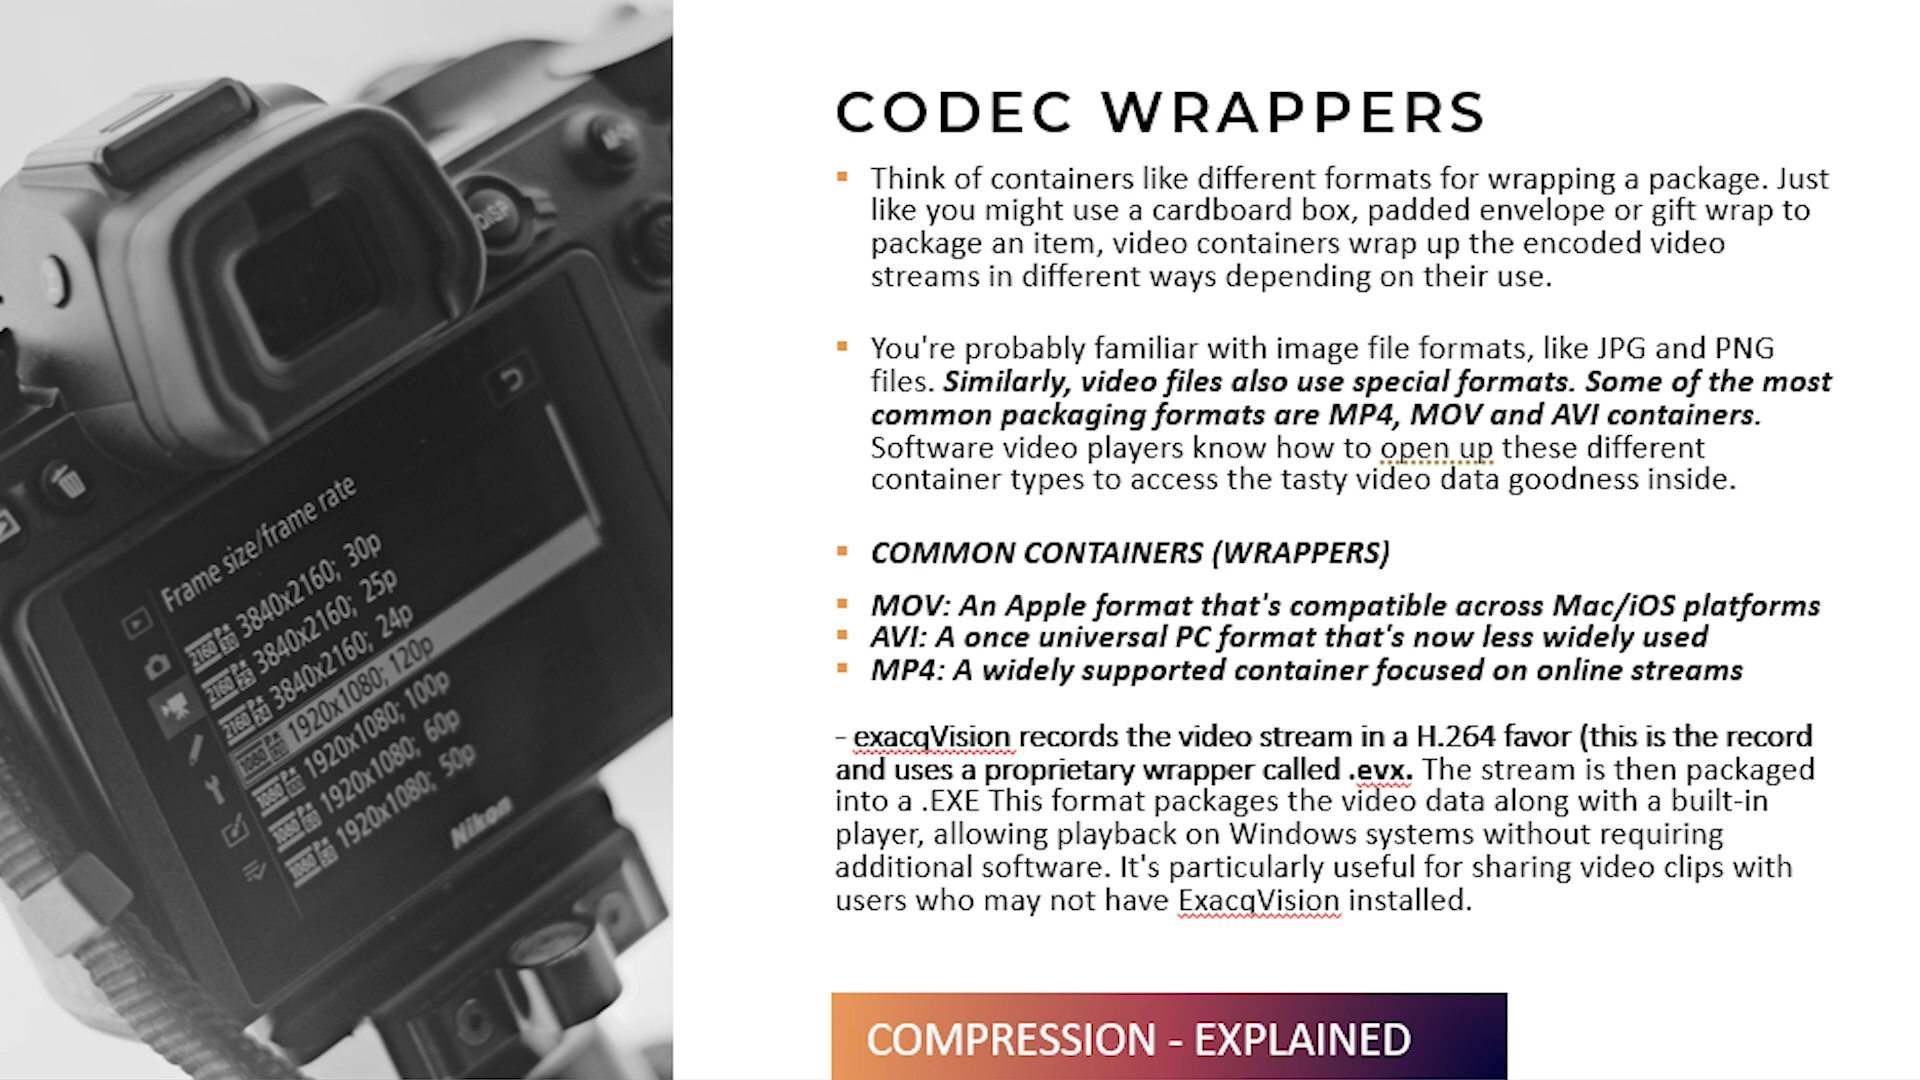 CODEC WRAPPERS
Think of containers like different formats for wrapping a package. Just
like you might use a cardboard box, padded envelope or gift wrap to
package an item, video containers wrap up the encoded video
streams in different ways depending on their use.
You're probably familiar with image file formats, like JPG and PNG
files. Similarly, video files also use special formats. Some of the most
common packaging formats are MP4, MOV and AVI containers.
Software video players know how to open up these different
container types to access the tasty video data goodness inside.
COMMON CONTAINERS (WRAPPERS)
MOV: An Apple format that's compatible across Mac/iOS platforms
AVI: A once universal PC format that's now less widely used
MP4: A widely supported container focused on online streams
- exacqVision records the video stream in a H.264 favor (this is the record
and uses a proprietary wrapper called .evx. The stream is then packaged
into a .EXE This format packages the video data along with a built-in
player, allowing playback on Windows systems without requiring
additional software. It's particularly useful for sharing video clips with
users who may not have ExacqVision installed.
COMPRESSION - EXPLAINED
DISP
Frame size/frame rate
3840x2160; 30p
3840x2160; 25p
3840x2160; 24p
1920x1080; 120p
1920x1080; 100p
1920x1080; 60p
1920x1080; 50p
Nikon